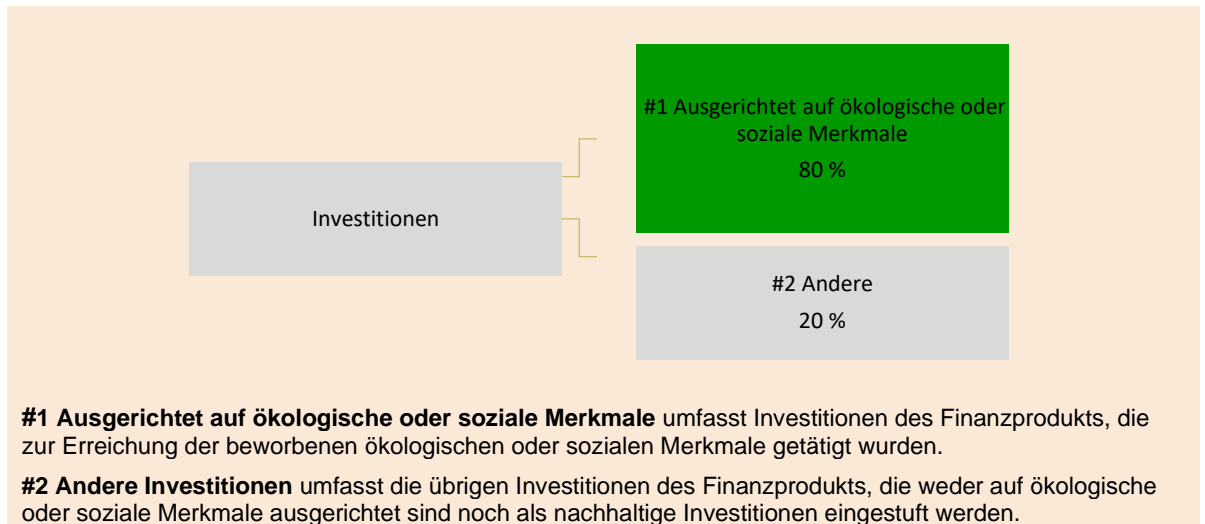 #1 Ausgerichtet auf ökologische oder
soziale Merkmale
80 %
Investitionen
#2 Andere
20 %
#1 Ausgerichtet auf ökologische oder soziale Merkmale umfasst Investitionen des Finanzprodukts, die
zur Erreichung der beworbenen ökologischen oder sozialen Merkmale getätigt wurden.
#2 Andere Investitionen umfasst die übrigen Investitionen des Finanzprodukts, die weder auf ökologische
oder soziale Merkmale ausgerichtet sind noch als nachhaltige Investitionen eingestuft werden.